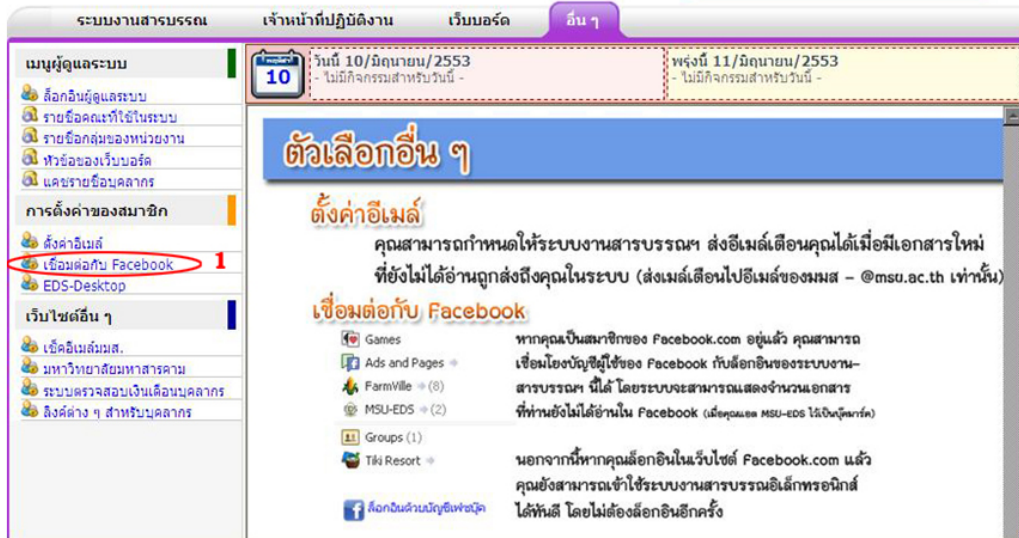 ระบบงานสารบรรณ เจ้าหน้าที่ปฏิบัติงาน เว็บบอร์ด อื่น ๆ
เมนูผู้ดูแลระบบ
ล็อกอินผู้ดูแลระบบ
รายชื่อคณะที่ใช้ในระบบ
รายชื่อกลุ่มของหน่วยงาน
หัวข้อของเว็บบอร์ด
แคชรายชื่อบุคลากร
การตั้งค่าของสมาชิก
ตั้งค่าอีเมล์
เชื่อมต่อกับ Facebook 1
EDS-Desktop
เว็บไซต์อื่น ๆ
เช็คอีเมล์มมส.
มหาวิทยาลัยมหาสารคาม
ระบบตรวจสอบเงินเดือนบุคลากร
ลิงค์ต่าง ๆ สำหรับบุคลากร
10
วันนี้ 10/มิถุนายน/2553
- ไม่มีกิจกรรมสำหรับวันนี้ -
พรุ่งนี้ 11/มิถุนายน/2553
- ไม่มีกิจกรรมสำหรับวันนี้ -
ตัวเลือกอื่น ๆ
ตั้งค่าอีเมล์
คุณสามารถกำหนดให้ระบบงานสารบรรณฯ ส่งอีเมล์เตือนคุณได้เมื่อมีเอกสารใหม่
ที่ยังไม่ได้อ่านถูกส่งถึงคุณในระบบ (ส่งเมล์เตือนไปอีเมล์ของมมส - @msu.ac.th เท่านั้น)
เชื่อมต่อกับ Facebook
Games
Ads and Pages
FarmVille (8)
MSU-EDS (2)
Groups (1)
Tiki Resort
ล็อกอินด้วยบัญชีเฟซบุ๊ค
หากคุณเป็นสมาชิกของ Facebook.com อยู่แล้ว คุณสามารถ
เชื่อมโยงบัญชีผู้ใช้ของ Facebook กับล็อกอินของระบบงาน-
สารบรรณฯ นี้ได้ โดยระบบจะสามารถแสดงจำนวนเอกสาร
ที่ท่านยังไม่ได้อ่านใน Facebook (เมื่อคุณแอด MSU-EDS ไว้เป็นบุ๊คมาร์ค)
นอกจากนี้หากคุณล็อกอินในเว็บไซต์ Facebook.com แล้ว
คุณยังสามารถเข้าใช้ระบบงานสารบรรณอิเล็กทรอนิกส์
ได้ทันที โดยไม่ต้องล็อกอินอีกครั้ง